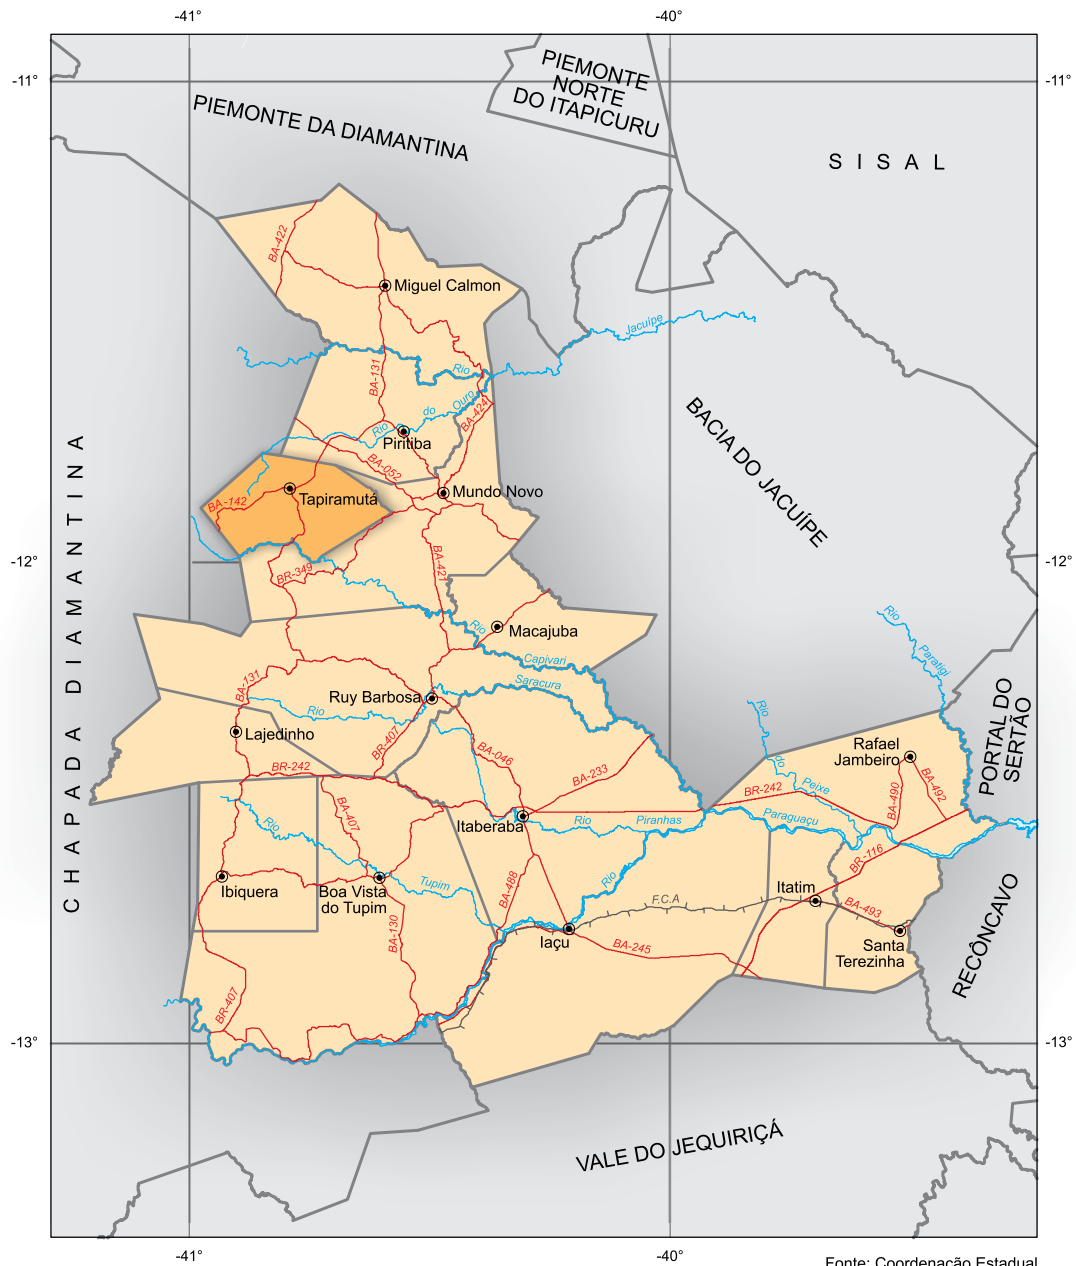 -41°
-40°
-11°
-11°
PIEMONTE
NORTE
DO ITAPICURU
PIEMONTE DA DIAMANTINA
SISAL
BA-422
Miguel Calmon
Jacuípe
Rio
BA-131
Ouro
do
Rio
BA-424
Piritiba
BACIA DO JACUÍPE
BA-052
Tapiramutá
Mundo Novo
BA-142
CHAPADA DIAMANTINA
-12°
-12°
BR-349
BA-421
Rio
Macajuba
Capivari
Saracura
Rio
Paratigi
BA-131
Ruy Barbosa
Rio
Lajedinho
BR-407
BA-046
Rio
do
Peixe
Rafael
Jambeiro
PORTAL DO
SERTÃO
BR-242
BA-233
BR-242
BA-490
BA-492
BA-407
Rio
Itaberaba
Rio
Piranhas
Paraguaçu
BR-116
Ibiquera
Boa Vista
do Tupim
Tupim
BA-488
Rio
F.C.A
Itatim
BA-493
BA-130
Iaçu
BA-245
Santa
Terezinha
RECÔNCAVO
BR-407
-13°
-13°
VALE DO JEQUIRIÇÁ
-41°
-40°
Fonte: Coordenação Estadual